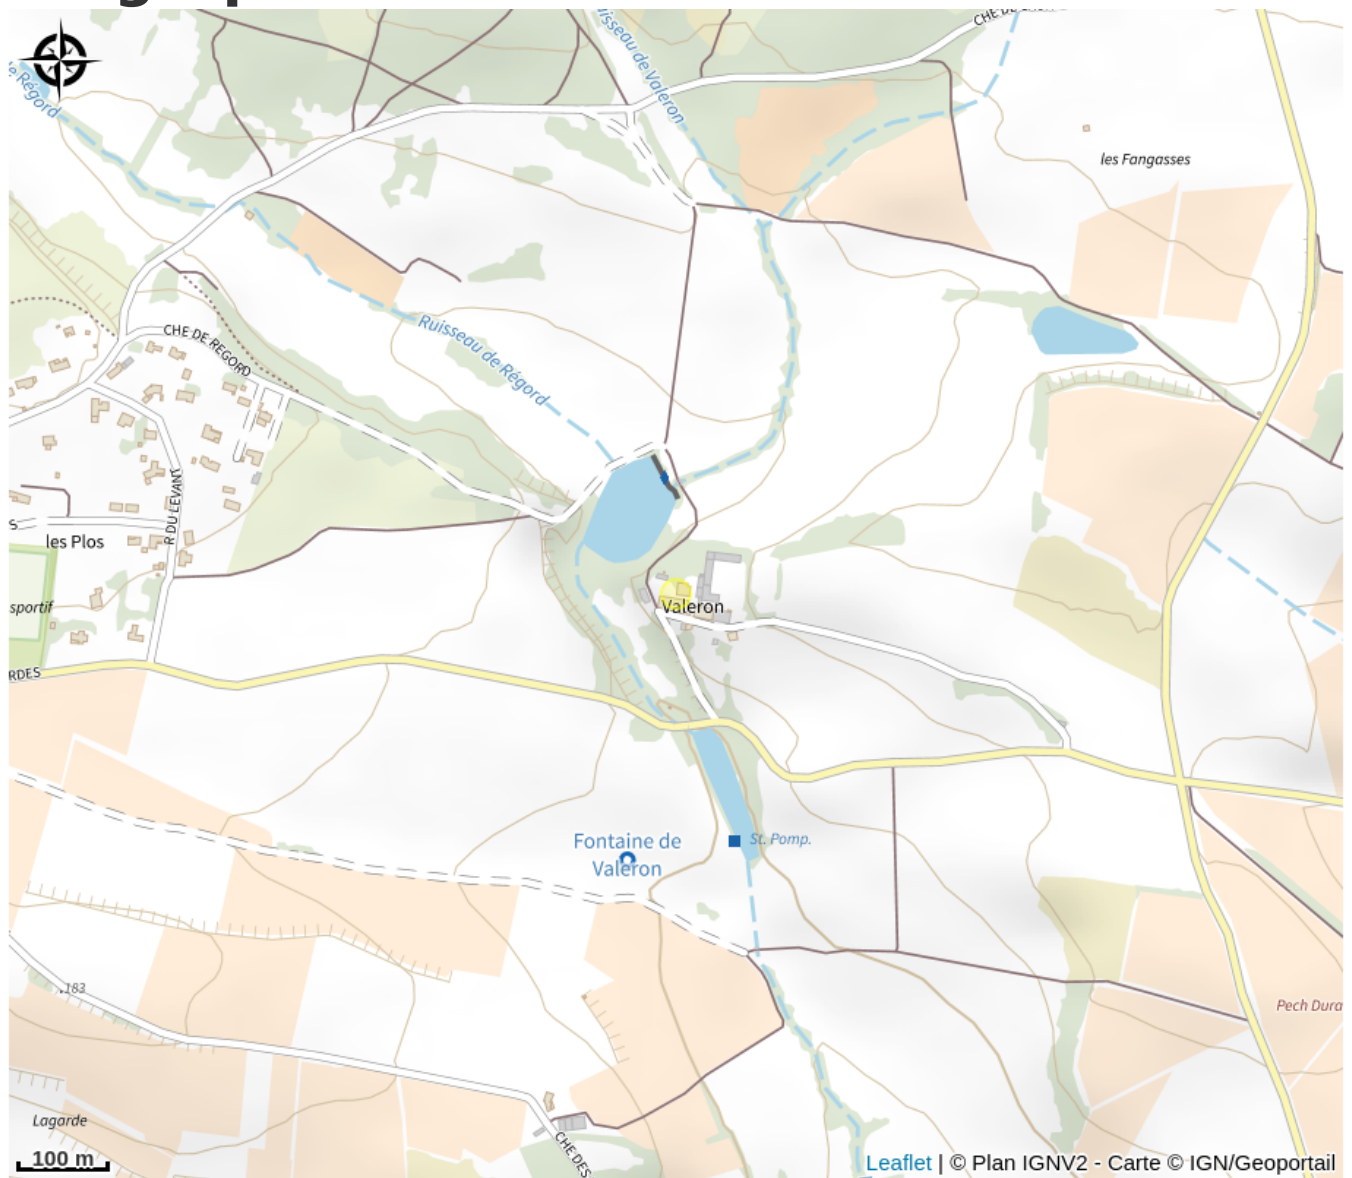 CHE DE
Ruisseau de Valeron
le Régord
les Fangasses
Ruisseau de Régord
CHE DE REGORD
R DU LEVANT
les Plos
sportif
Valeron
RDES
Fontaine de
Valeron
St. Pomp.
183
Pech Dura
Lagarde
CHE DES
100 m
Leaflet | © Plan IGNV2 - Carte © IGN/Geoportail